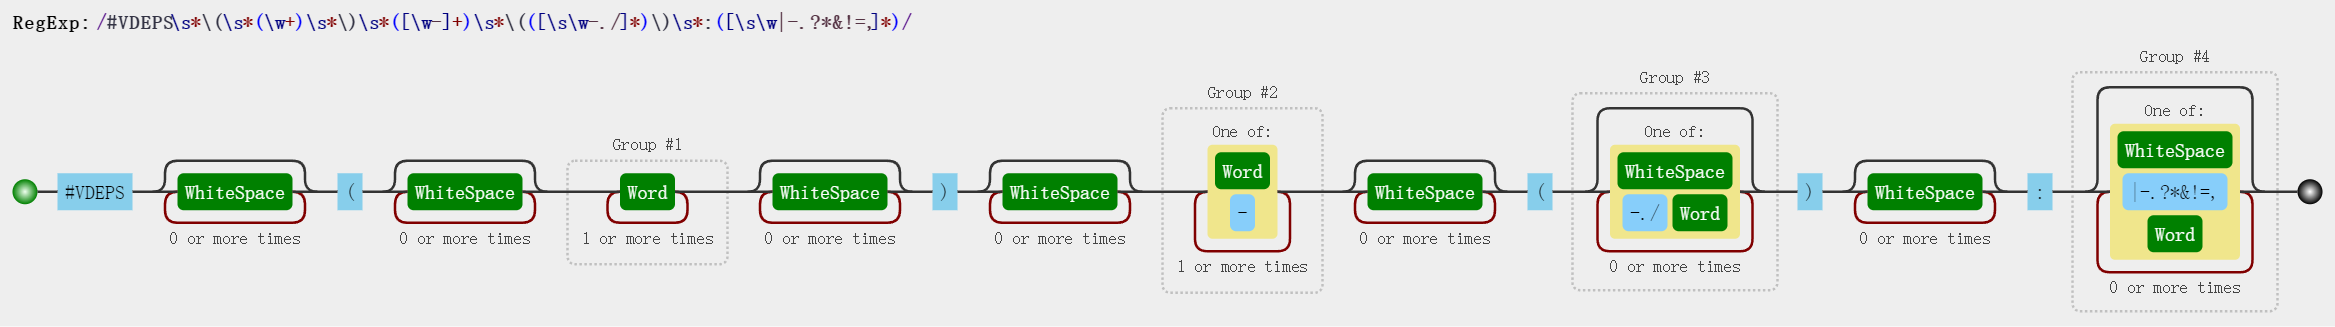 RegExp: /#VDEPS\s*\(\s*(\w+)\s*\)\s*([\w-]+)\s*\(([\s\w-./]*)\)\s*:([\s\w|-.?*&!=,]*)/
Group #4
Group #3
Group #2
One of:
One of:
One of:
Group #1
WhiteSpace
Word
WhiteSpace
#VDEPS
WhiteSpace
(
WhiteSpace
Word
WhiteSpace
)
WhiteSpace
-
WhiteSpace
(
-./
Word
)
WhiteSpace
:
|-.?*&!=,
Word
0 or more times
0 or more times
1 or more times
0 or more times
0 or more times
1 or more times
0 or more times
0 or more times
0 or more times
0 or more times